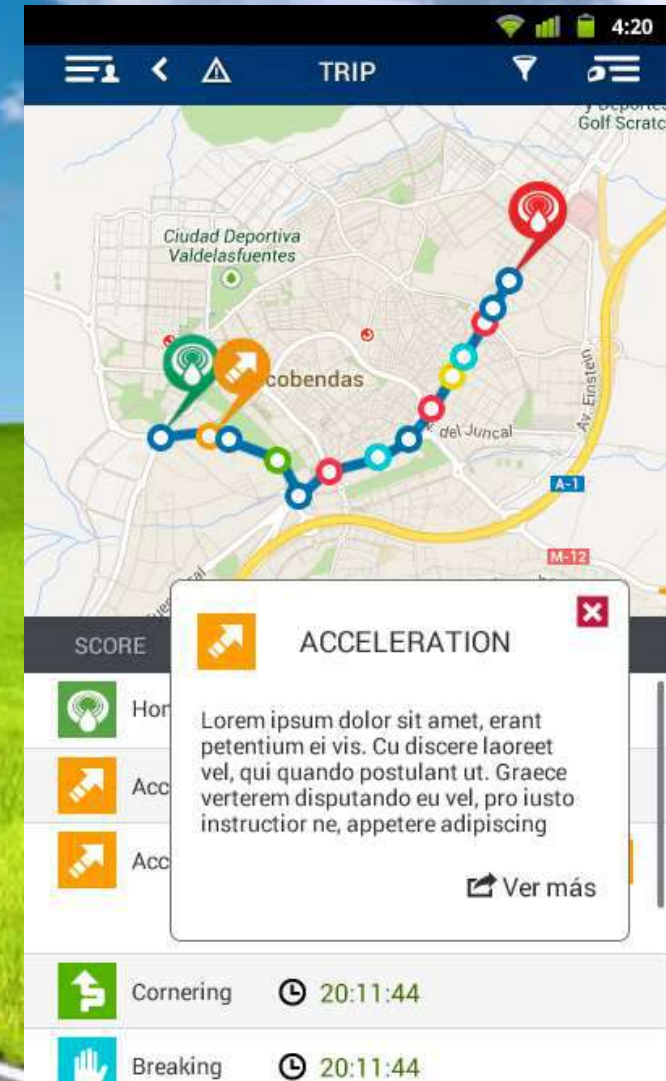 4:20
TRIP
y Deportes
Golf Scratc
Ciudad Deportiva
Valdelasfuentes
cobendas
Av. Einstein
del Juncal
A-1
M-12
SCORE
ACCELERATION
Hor
Lorem ipsum dolor sit amet, erant
petentium ei vis. Cu discere laoreet
vel, qui quando postulant ut. Graece
verterem disputando eu vel, pro iusto
instructior ne, appetere adipiscing
Acc
Acc
Ver más
Cornering 20:11:44
Breaking 20:11:44